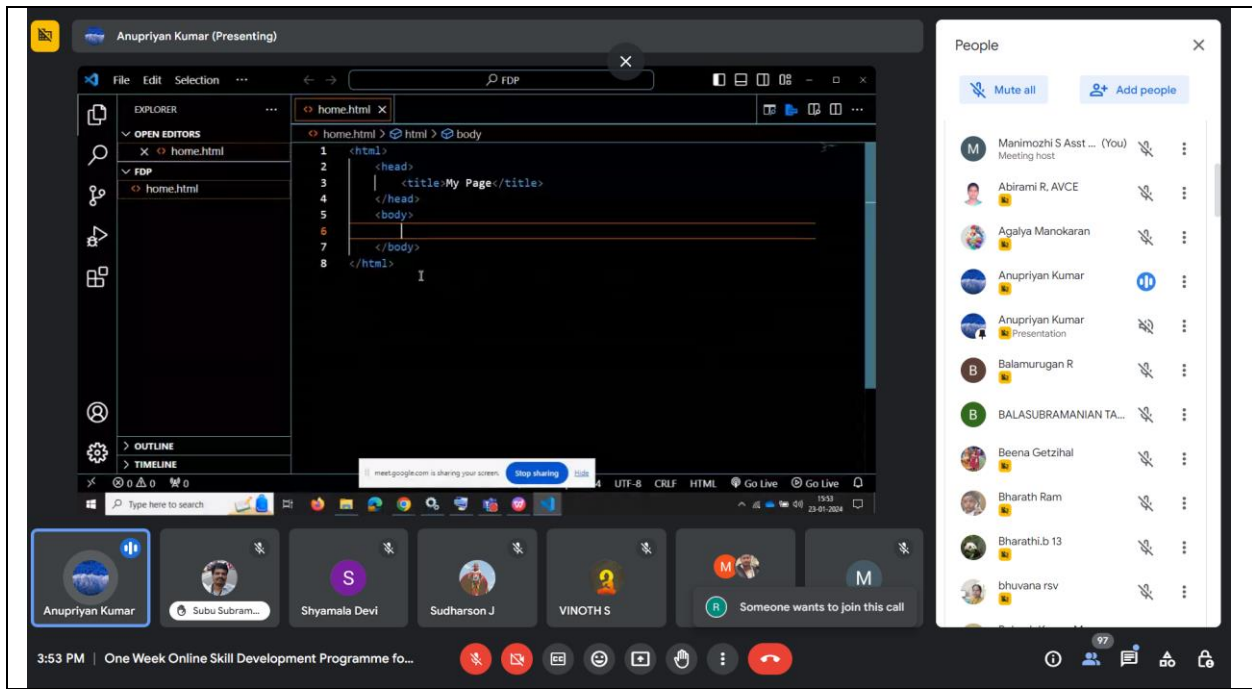 Anupriyan Kumar (Presenting)
File Edit Selection ···
FDP
EXPLORER ···
OPEN EDITORS
home.html
FDP
home.html
OUTLINE
TIMELINE
home.html
home.html > html > body
1 <html>
2 <head>
3 <title>My Page</title>
4 </head>
5 <body>
6
7 </body>
8 </html>
meet.google.com is sharing your screen. Stop sharing Hide
0 0 0
4 UTF-8 CRLF HTML Go Live Go Live
Type here to search
15:53
23-01-2024
Anupriyan Kumar
Subu Subram...
S
Shyamala Devi
Sudharson J
VINOTH S
M
M
R Someone wants to join this call
3:53 PM | One Week Online Skill Development Programme fo...
CC
97
People
Mute all
Add people
M
Manimozhi S Asst ... (You)
Meeting host
Abirami R, AVCE
Agalya Manokaran
Anupriyan Kumar
Anupriyan Kumar
Presentation
B
Balamurugan R
B
BALASUBRAMANIAN TA...
Beena Getzihal
Bharath Ram
Bharathi.b 13
bhuvana rsv